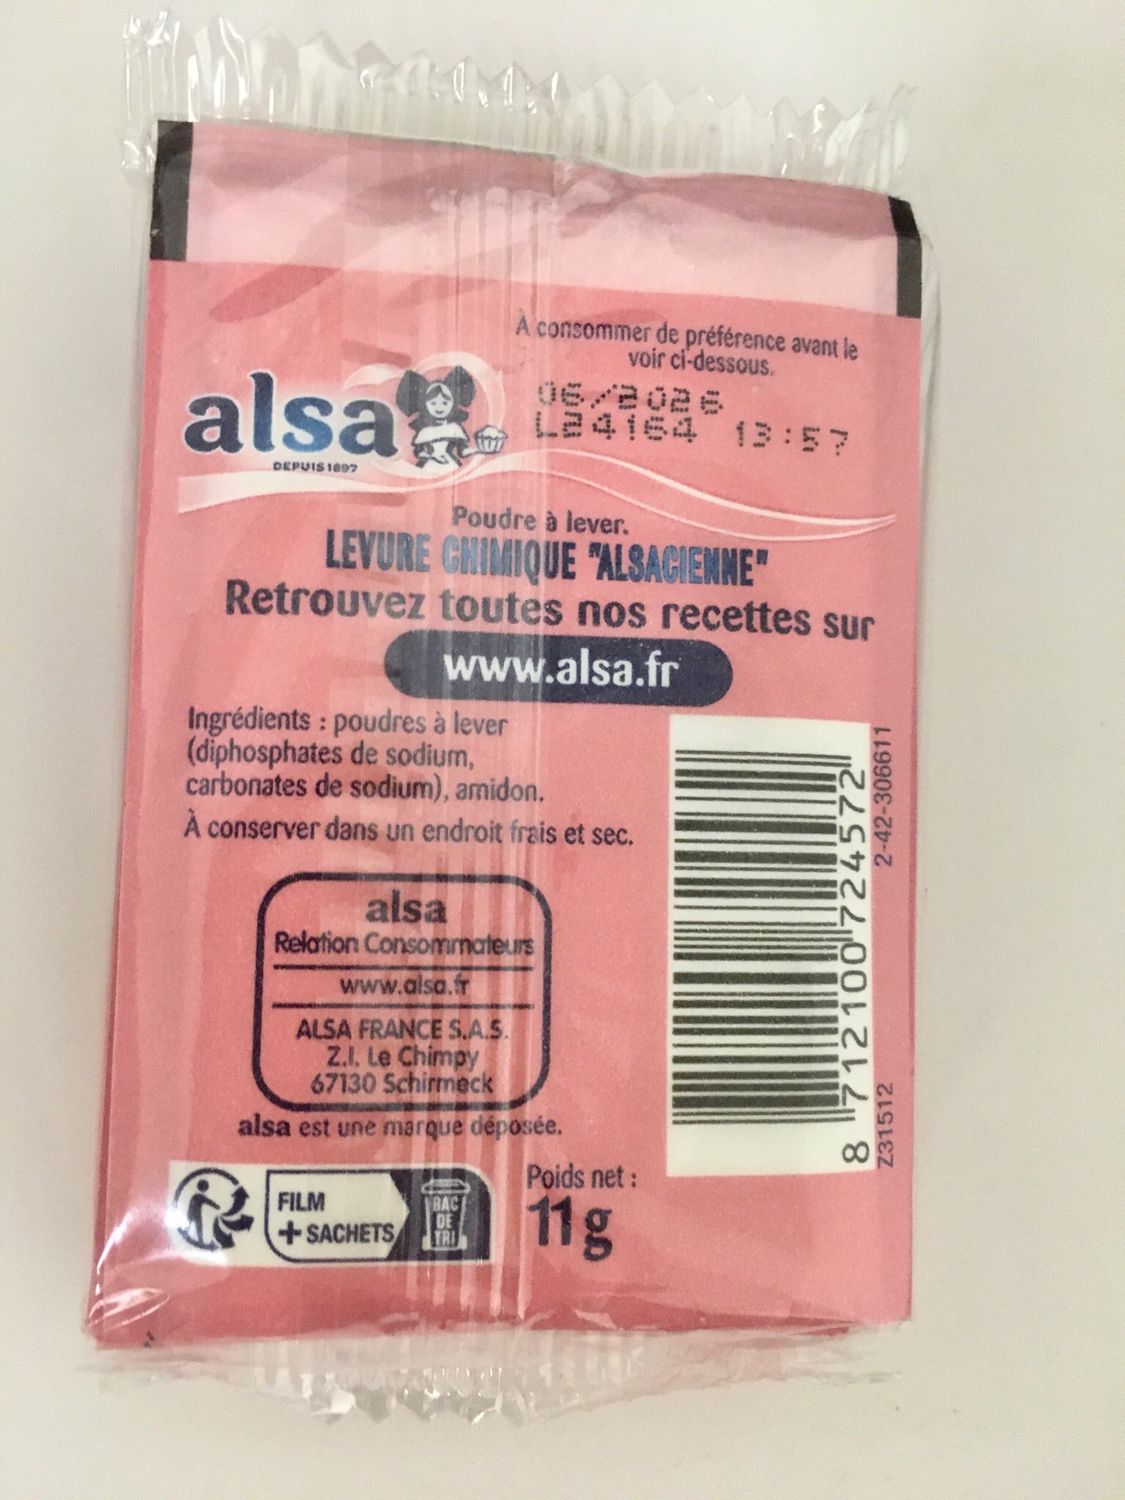 À consommer de préférence avant le
voir ci-dessous.
06/2026
L24164 13:57
alsa
DEPUIS 1897
Poudre à lever.
LEVURE CHIMIQUE "ALSACIENNE"
Retrouvez toutes nos recettes sur
www.alsa.fr
Ingrédients : poudres à lever
(diphosphates de sodium,
carbonates de sodium), amidon.
À conserver dans un endroit frais et sec.
alsa
Relation Consommateurs
www.alsa.fr
ALSA FRANCE S.A.S.
Z.I. Le Chimpy
67130 Schirmeck
alsa est une marque déposée.
FILM
+ SACHETS
BAC
DE
TRI
Poids net :
11g
8 712100 724572
2-42-306611
Z31512